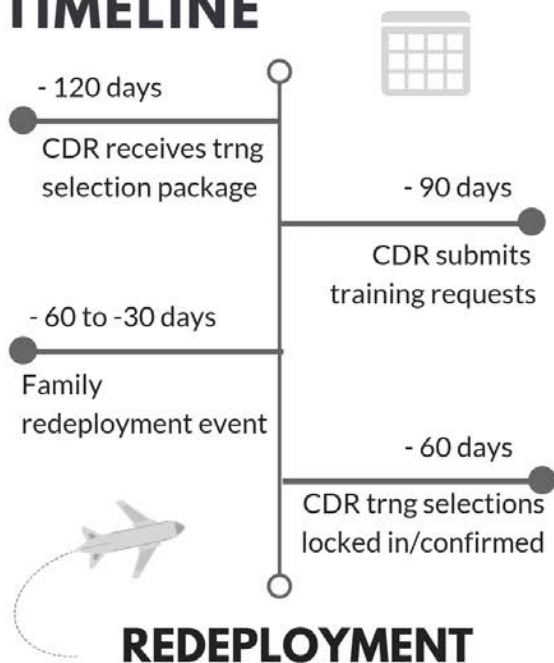 TIMELINE
- 120 days
CDR receives trng
selection package
- 90 days
CDR submits
training requests
- 60 to -30 days
Family
redeployment event
- 60 days
CDR trng selections
locked in/confirmed
REDEPLOYMENT